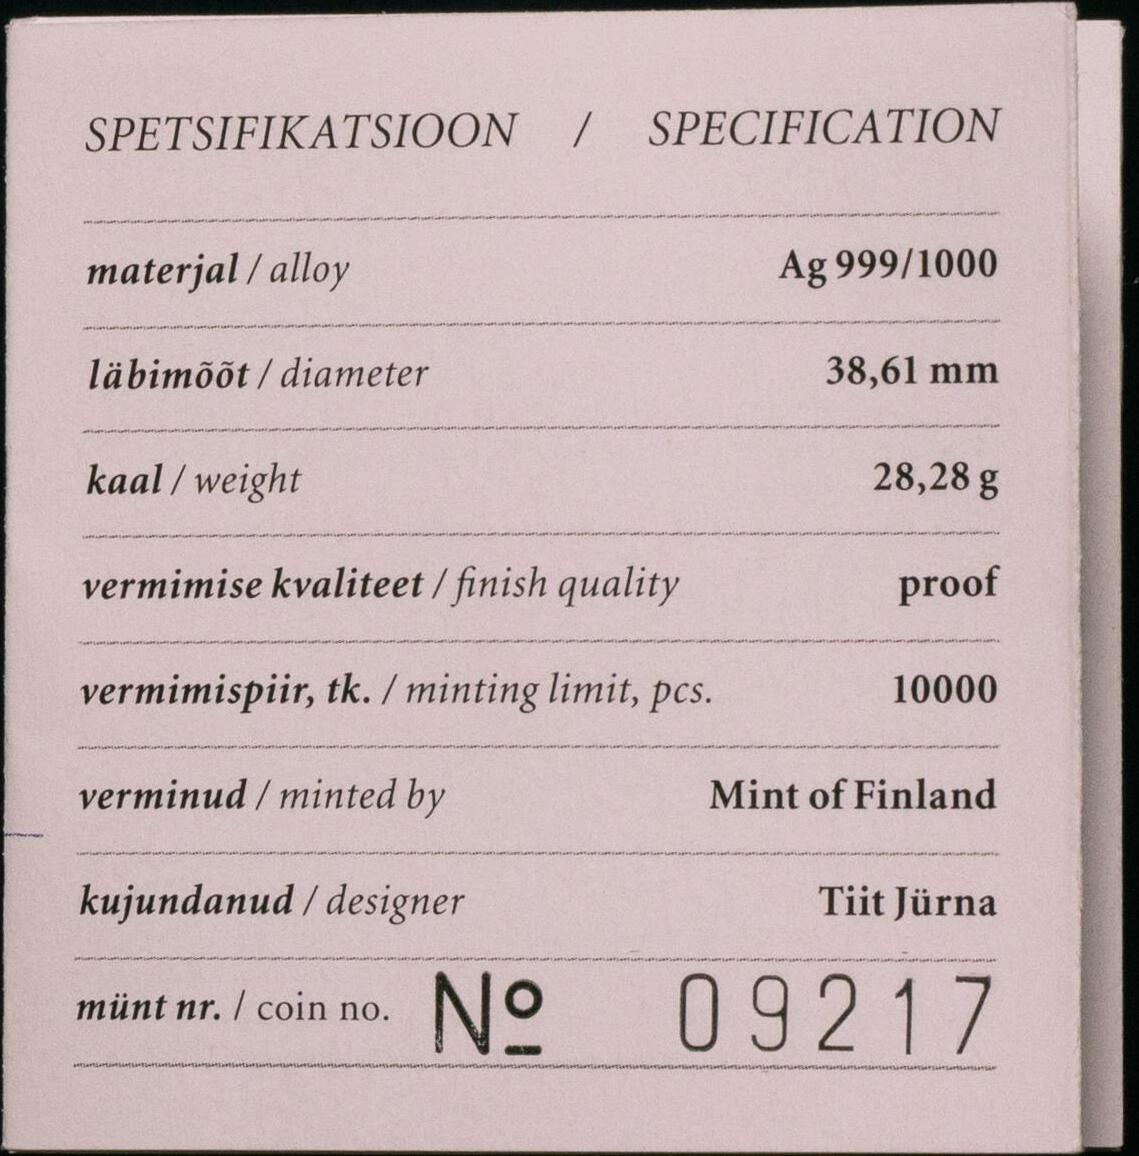 SPETSIFIKATSIOON / SPECIFICATION
materjal / alloy Ag 999/1000
läbimõõt / diameter 38,61 mm
kaal / weight 28,28 g
vermimise kvaliteet / finish quality proof
vermimispiir, tk. / minting limit, pcs. 10000
verminud / minted by Mint of Finland
kujundanud / designer Tiit Jürna
münt nr. / coin no. Nº 09217